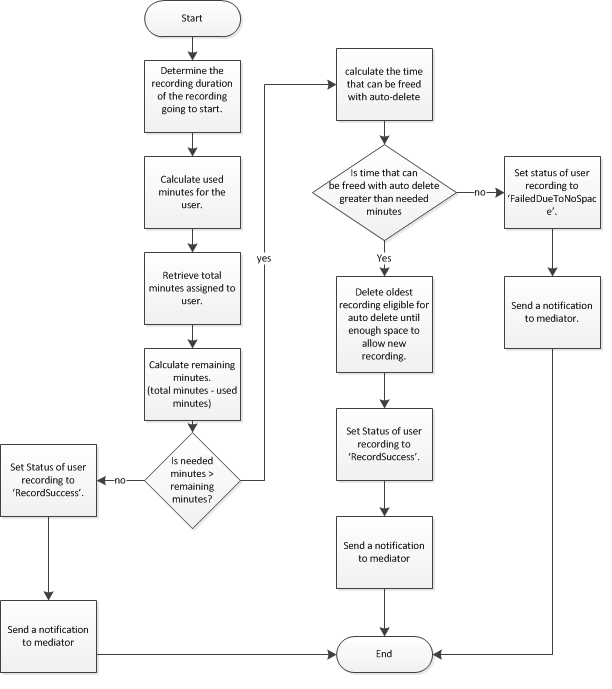 Start
Determine the
recording duration
of the recording
going to start.
Calculate used
minutes for the
user.
Retrieve total
minutes assigned to
user.
Calculate remaining
minutes.
(total minutes - used
minutes)
Is needed
minutes >
remaining
minutes?
no
Set Status of user
recording to
‘RecordSuccess’.
Send a notification
to mediator
yes
calculate the time
that can be freed
with auto-delete
Is time that can
be freed with auto delete
greater than needed
minutes
no
Set status of user
recording to
‘FailedDueToNoSpac
e’.
Send a notification
to mediator.
Yes
Delete oldest
recording eligible for
auto delete until
enough space to
allow new
recording.
Set Status of user
recording to
‘RecordSuccess’.
Send a notification
to mediator
End